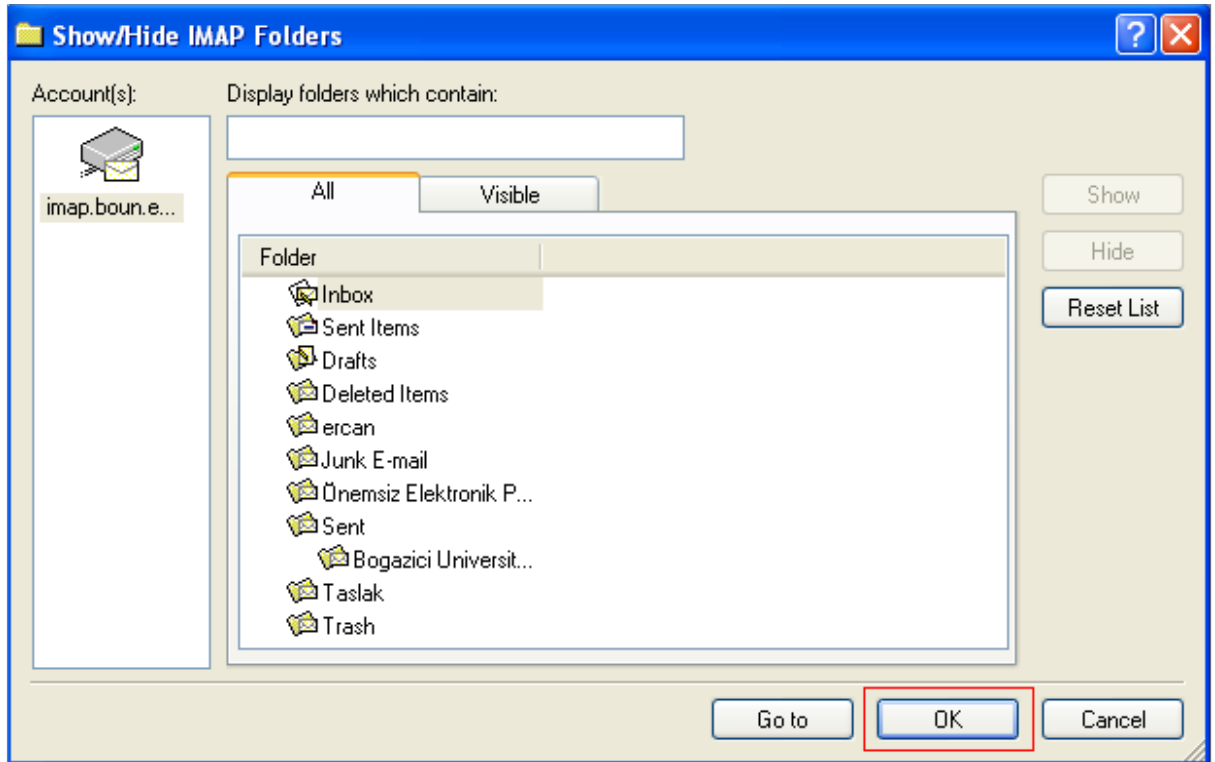 Show/Hide IMAP Folders
Account(s):
Display folders which contain:
imap.boun.e...
All
Visible
Show
Hide
Reset List
Folder
Inbox
Sent Items
Drafts
Deleted Items
ercan
Junk E-mail
Önemsiz Elektronik P...
Sent
Bogazici Universit...
Taslak
Trash
Go to
OK
Cancel